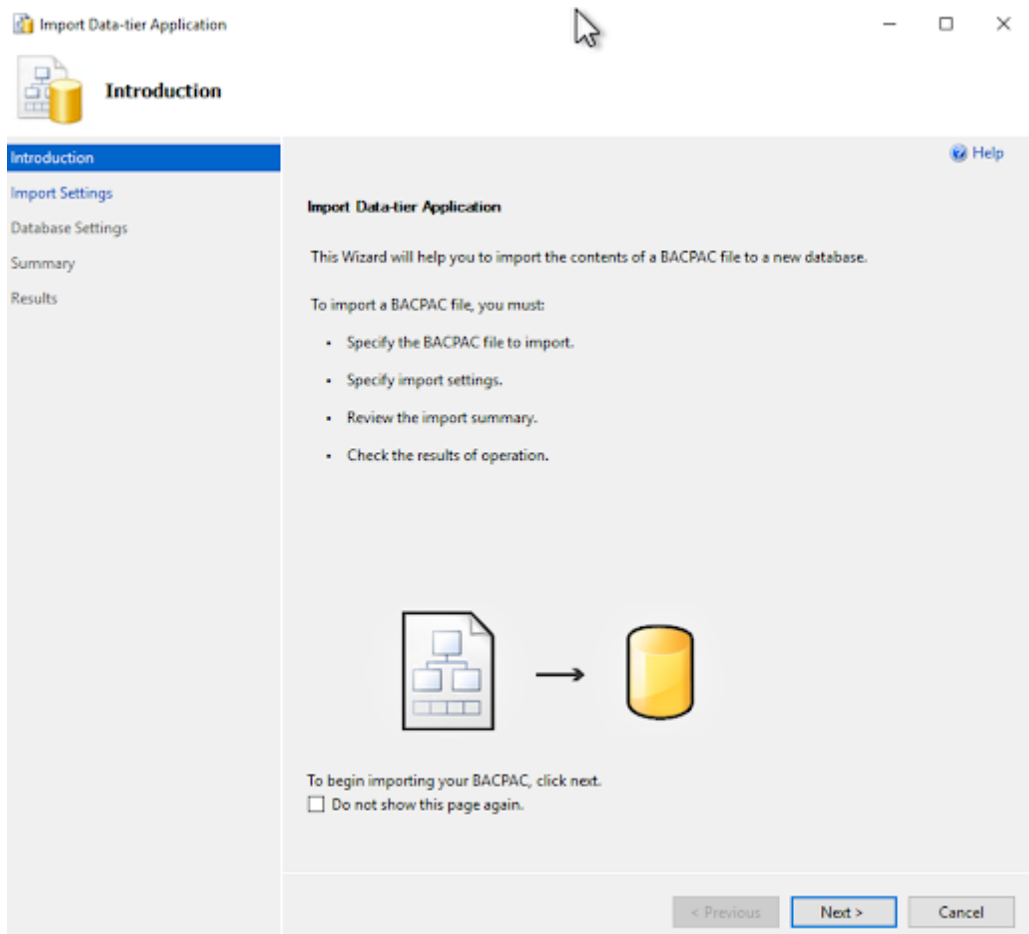 Import Data-tier Application
Introduction
Introduction
Help
Import Settings
Database Settings
Summary
Results
Import Data-tier Application
This Wizard will help you to import the contents of a BACPAC file to a new database.
To import a BACPAC file, you must:
• Specify the BACPAC file to import.
• Specify import settings.
• Review the import summary.
• Check the results of operation.
To begin importing your BACPAC, click next.
Do not show this page again.
< Previous
Next >
Cancel